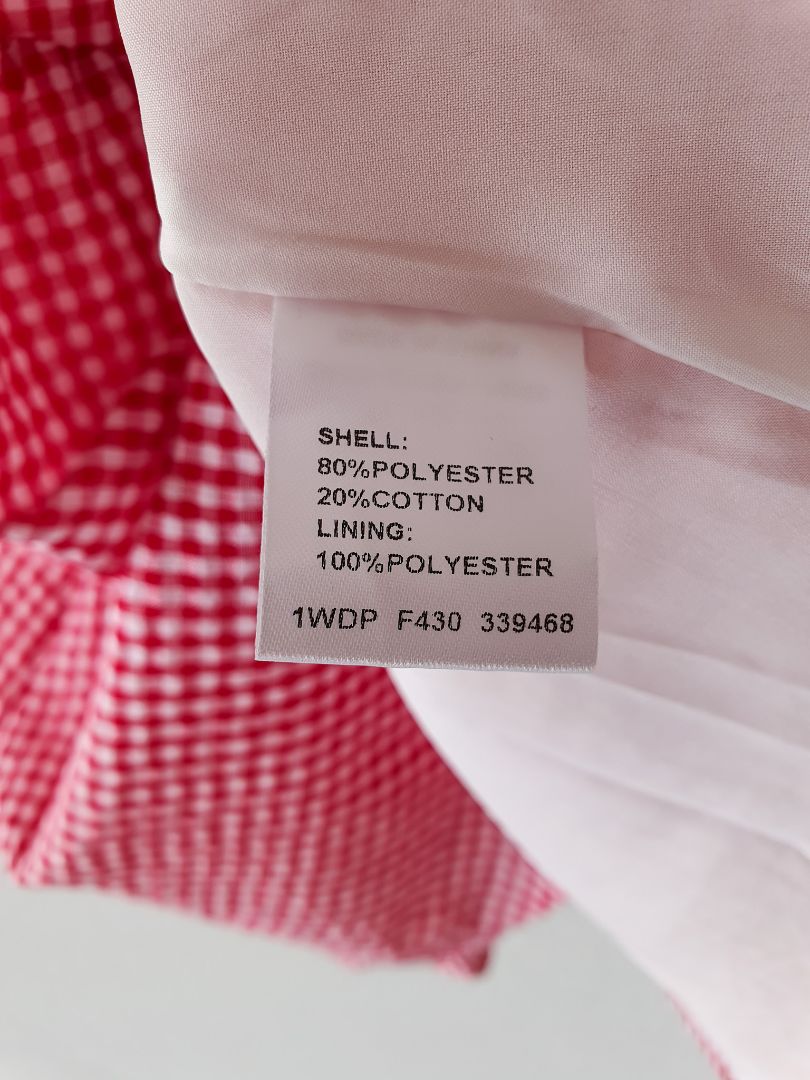 SHELL:
80%POLYESTER
20%COTTON
LINING:
100%POLYESTER
1WDP F430 339468